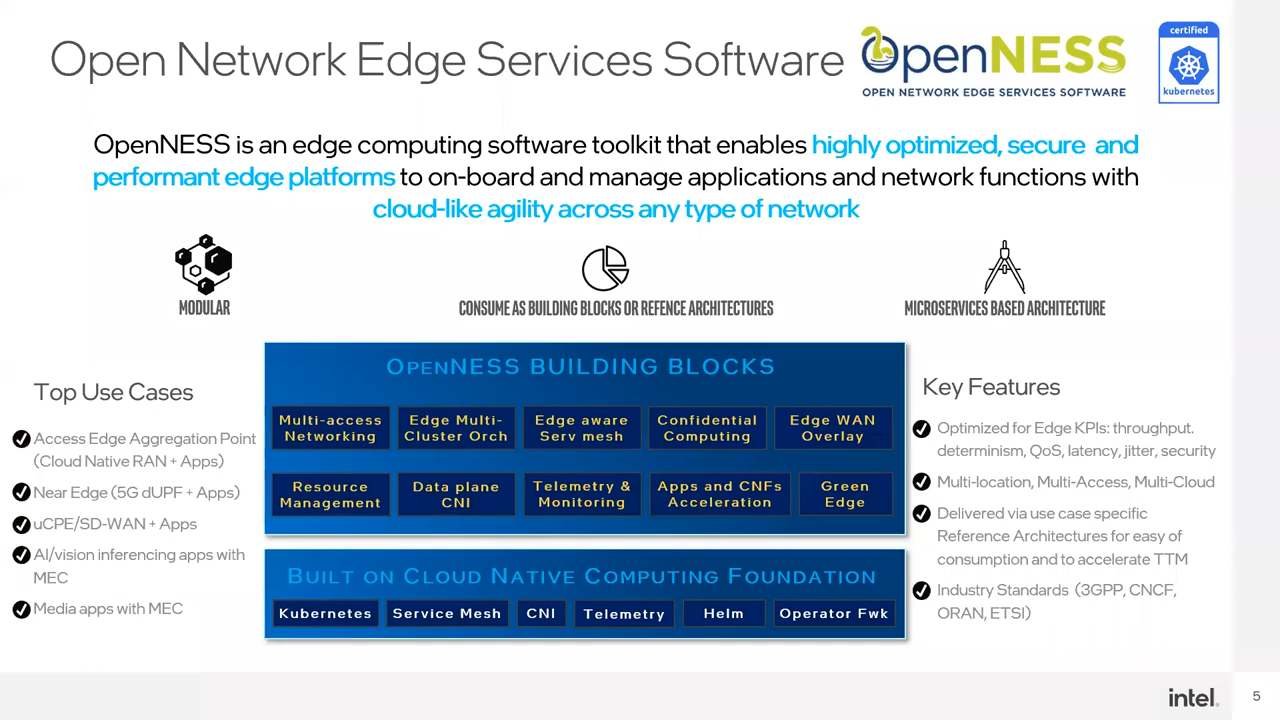 Open Network Edge Services Software
OpenNESS
OPEN NETWORK EDGE SERVICES SOFTWARE
certified
kubernetes
OpenNESS is an edge computing software toolkit that enables highly optimized, secure and
performant edge platforms to on-board and manage applications and network functions with
cloud-like agility across any type of network
MODULAR
CONSUME AS BUILDING BLOCKS OR REFENCE ARCHITECTURES
MICROSERVICES BASED ARCHITECTURE
Top Use Cases
Access Edge Aggregation Point
(Cloud Native RAN + Apps)
Near Edge (5G dUPF + Apps)
uCPE/SD-WAN + Apps
AI/vision inferencing apps with
MEC
Media apps with MEC
OPENNESS BUILDING BLOCKS
Multi-access
Networking
Edge Multi-
Cluster Orch
Edge aware
Serv mesh
Confidential
Computing
Edge WAN
Overlay
Resource
Management
Data plane
CNI
Telemetry &
Monitoring
Apps and CNFs
Acceleration
Green
Edge
BUILT ON CLOUD NATIVE COMPUTING FOUNDATION
Kubernetes
Service Mesh
CNI
Telemetry
Helm
Operator Fwk
Key Features
Optimized for Edge KPIs: throughput.
determinism, QoS, latency, jitter, security
Multi-location, Multi-Access, Multi-Cloud
Delivered via use case specific
Reference Architectures for easy of
consumption and to accelerate TTM
Industry Standards (3GPP, CNCF,
ORAN, ETSI)
intel.
5